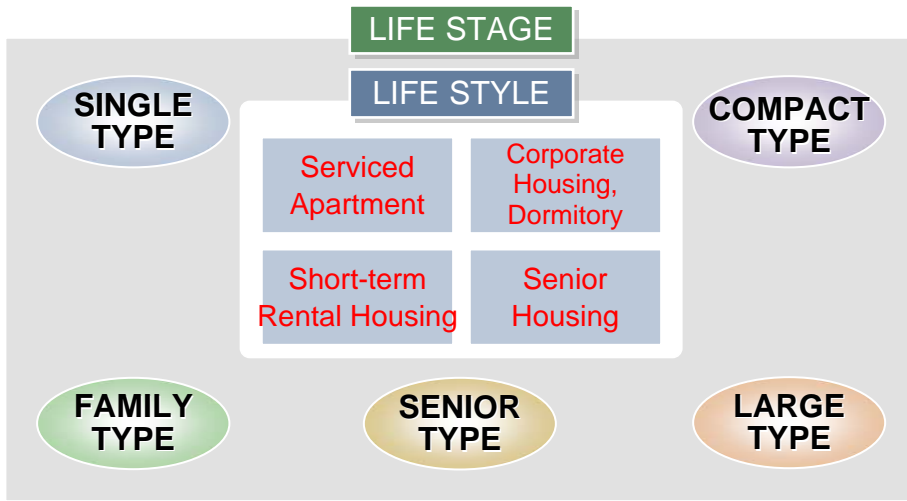 LIFE STAGE
LIFE STYLE
SINGLE
TYPE
COMPACT
TYPE
Serviced
Apartment
Corporate
Housing,
Dormitory
Short-term
Rental Housing
Senior
Housing
FAMILY
TYPE
SENIOR
TYPE
LARGE
TYPE